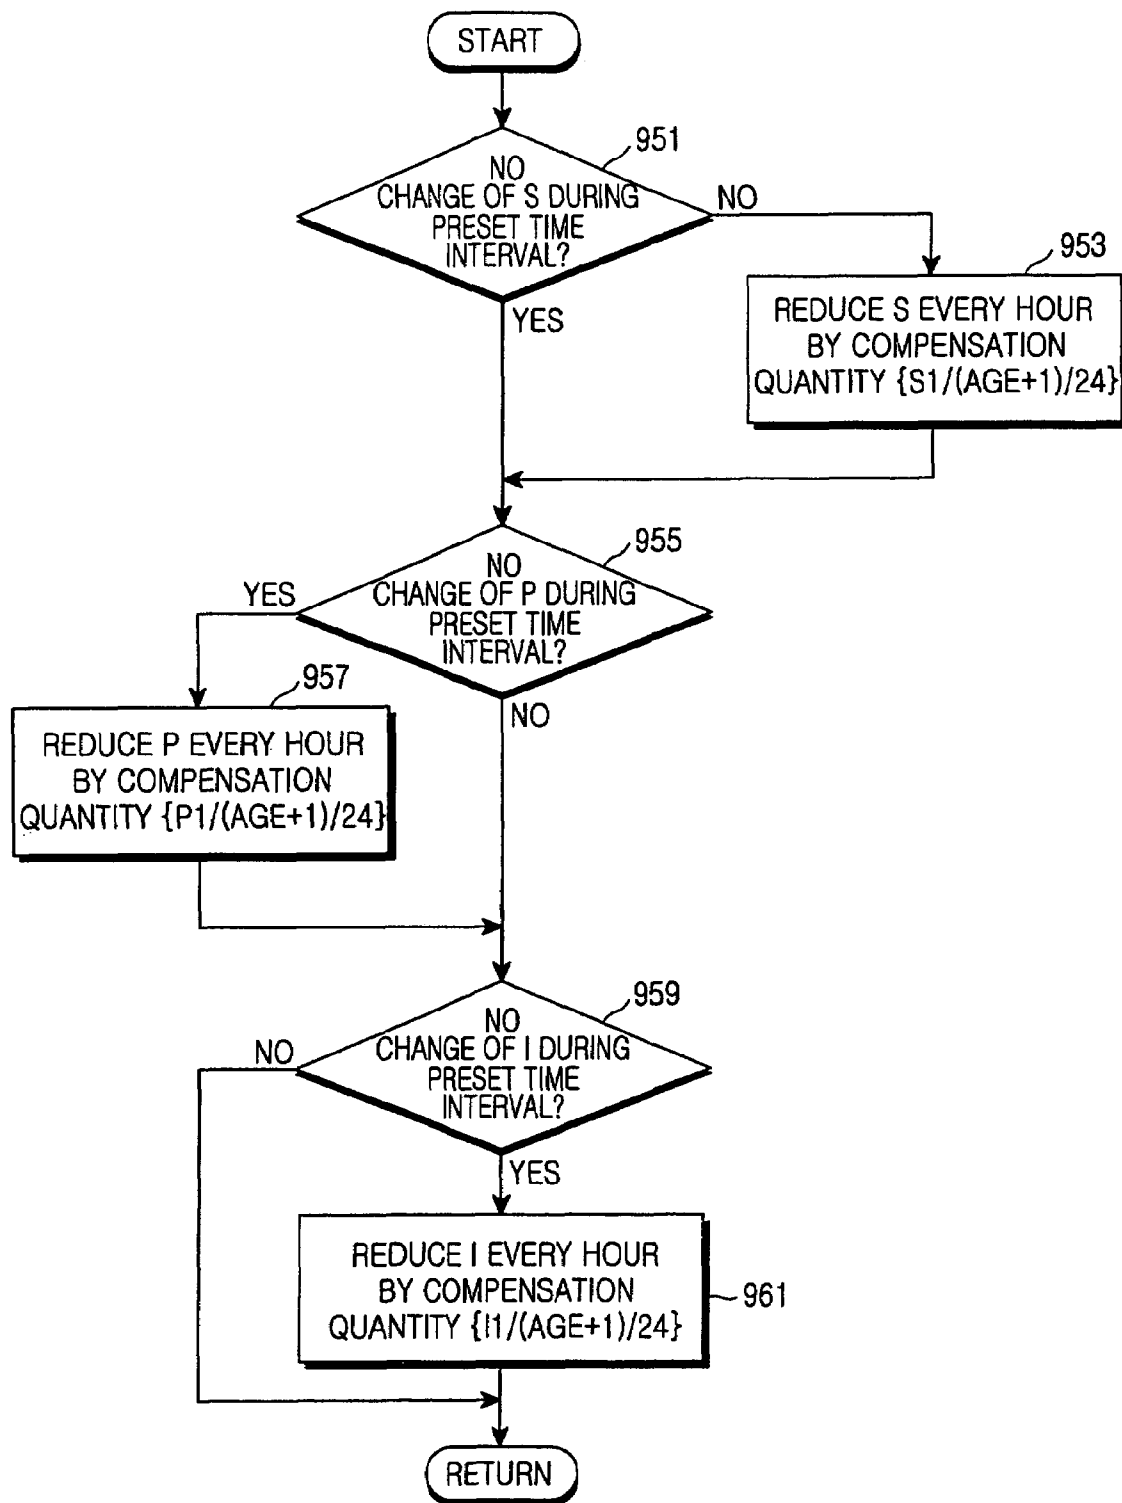 START
951
NO
CHANGE OF S DURING
PRESET TIME
INTERVAL?
NO
YES
953
REDUCE S EVERY HOUR
BY COMPENSATION
QUANTITY {S1/(AGE+1)/24}
955
NO
CHANGE OF P DURING
PRESET TIME
INTERVAL?
YES
NO
957
REDUCE P EVERY HOUR
BY COMPENSATION
QUANTITY {P1/(AGE+1)/24}
959
NO
CHANGE OF I DURING
PRESET TIME
INTERVAL?
NO
YES
REDUCE I EVERY HOUR
BY COMPENSATION
QUANTITY {I1/(AGE+1)/24}
961
RETURN